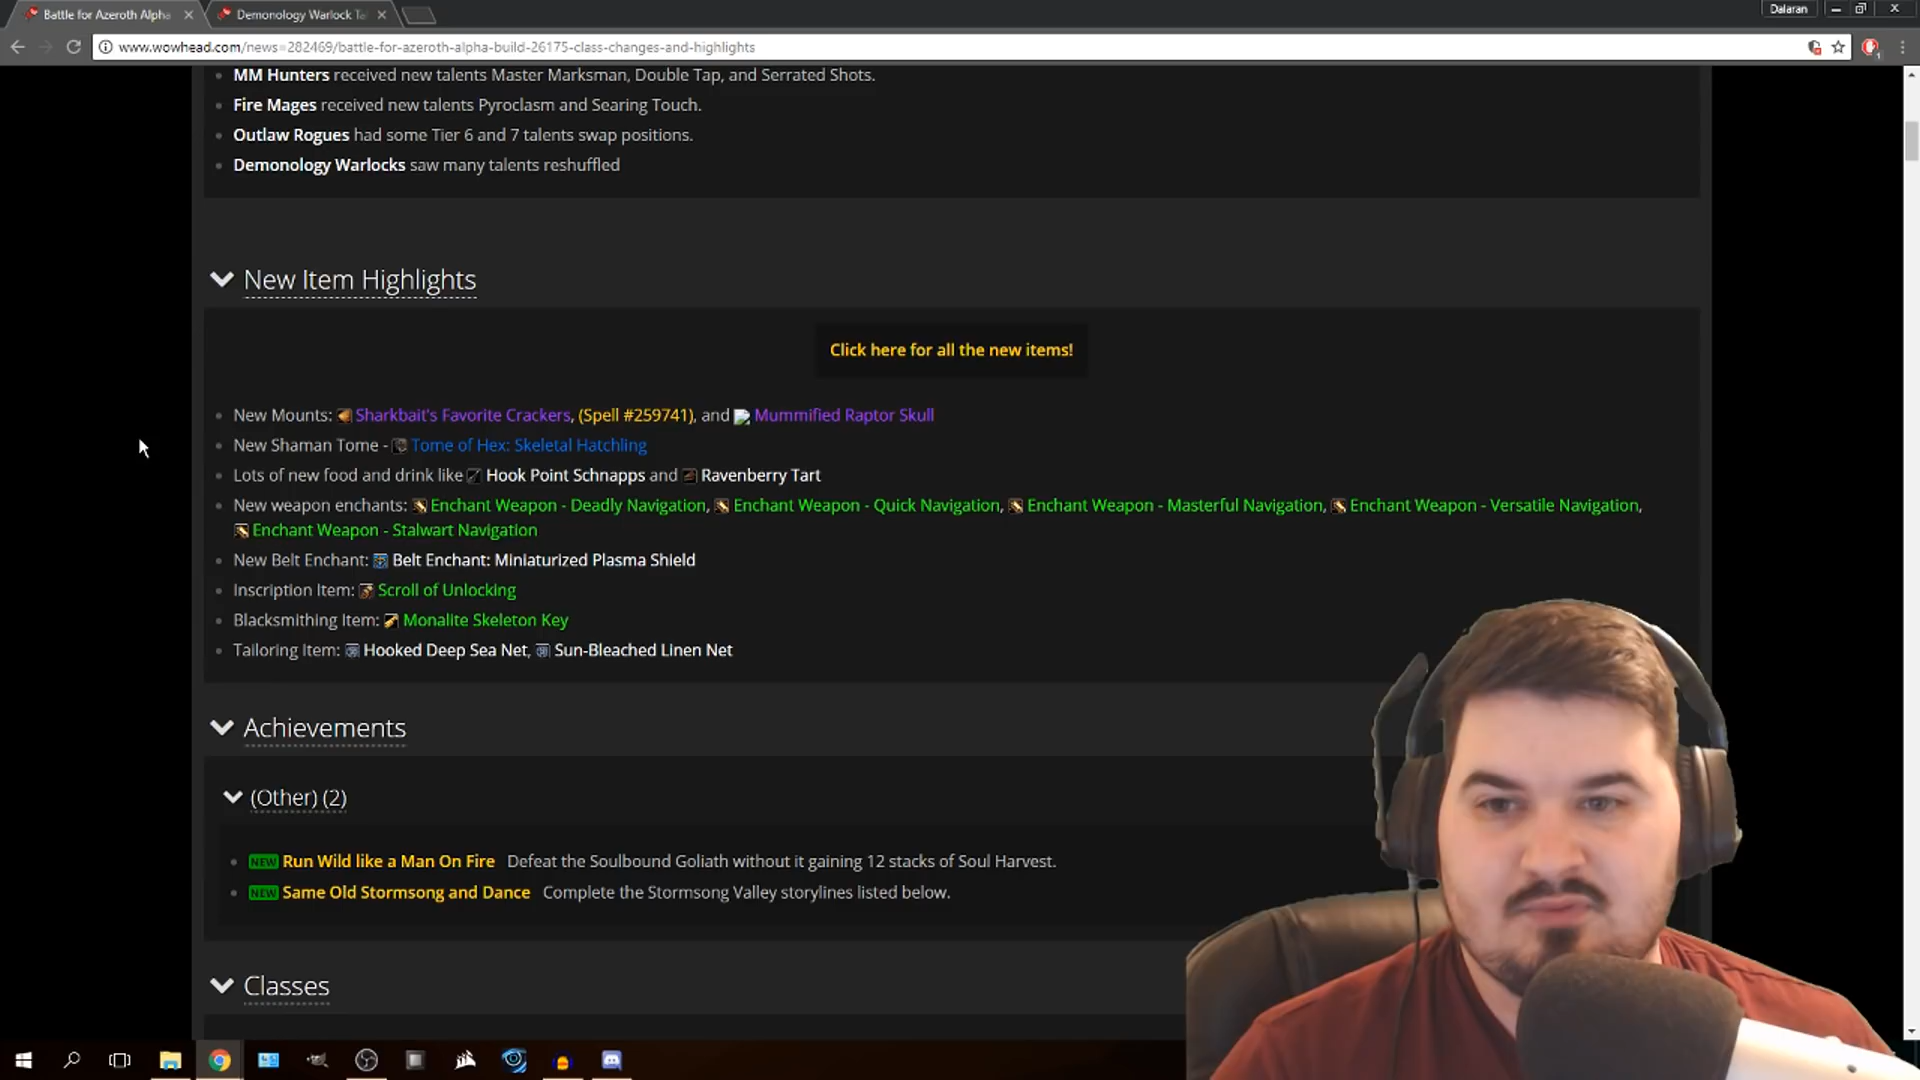 Battle for Azeroth Alpha
Demonology Warlock Ta
Dalaran
www.wowhead.com/news=282469/battle-for-azeroth-alpha-build-26175-class-changes-and-highlights
MM Hunters received new talents Master Marksman, Double Tap, and Serrated Shots.
Fire Mages received new talents Pyroclasm and Searing Touch.
Outlaw Rogues had some Tier 6 and 7 talents swap positions.
Demonology Warlocks saw many talents reshuffled
New Item Highlights
Click here for all the new items!
New Mounts: Sharkbait's Favorite Crackers, (Spell #259741), and Mummified Raptor Skull
New Shaman Tome - Tome of Hex: Skeletal Hatchling
Lots of new food and drink like Hook Point Schnapps and Ravenberry Tart
New weapon enchants: Enchant Weapon - Deadly Navigation, Enchant Weapon - Quick Navigation, Enchant Weapon - Masterful Navigation, Enchant Weapon - Versatile Navigation,
Enchant Weapon - Stalwart Navigation
New Belt Enchant: Belt Enchant: Miniaturized Plasma Shield
Inscription Item: Scroll of Unlocking
Blacksmithing Item: Monalite Skeleton Key
Tailoring Item: Hooked Deep Sea Net, Sun-Bleached Linen Net
Achievements
(Other) (2)
NEW Run Wild like a Man On Fire Defeat the Soulbound Goliath without it gaining 12 stacks of Soul Harvest.
NEW Same Old Stormsong and Dance Complete the Stormsong Valley storylines listed below.
Classes